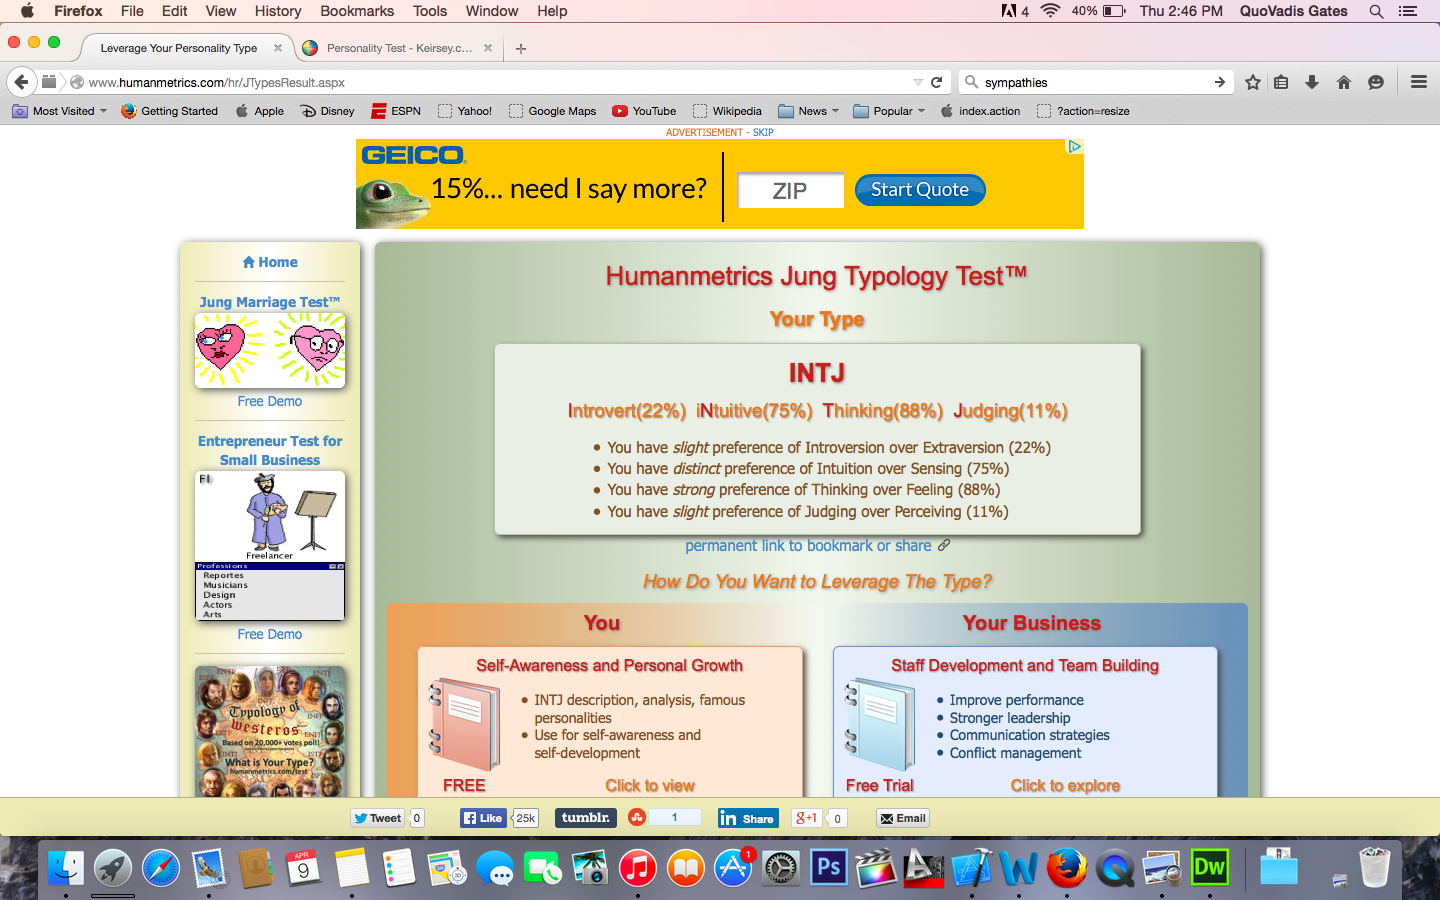 Firefox File Edit View History Bookmarks Tools Window Help 4 40% Thu 2:46 PM QuoVadis Gates
Leverage Your Personality Type Personality Test - Keirsey.c...
www.humanmetrics.com/hr/JTypesResult.aspx sympathies
Most Visited Getting Started Apple Disney ESPN Yahoo! Google Maps YouTube Wikipedia News Popular index.action ?action=resize
ADVERTISEMENT - SKIP
GEICO
15%... need I say more? ZIP Start Quote
Home
Jung Marriage Test™
Free Demo
Entrepreneur Test for
Small Business
FI
Freelancer
Professions
Reportes
Musicians
Design
Actors
Arts
Free Demo
Typology of
Westeros
Based on 20,000+ votes poll!
What is Your Type?
humanmetrics.com/test
Humanmetrics Jung Typology Test™
Your Type
INTJ
Introvert(22%) iNtuitive(75%) Thinking(88%) Judging(11%)
You have slight preference of Introversion over Extraversion (22%)
You have distinct preference of Intuition over Sensing (75%)
You have strong preference of Thinking over Feeling (88%)
You have slight preference of Judging over Perceiving (11%)
permanent link to bookmark or share
How Do You Want to Leverage The Type?
You
Self-Awareness and Personal Growth
INTJ description, analysis, famous
personalities
Use for self-awareness and
self-development
FREE Click to view
Your Business
Staff Development and Team Building
Improve performance
Stronger leadership
Communication strategies
Conflict management
Free Trial Click to explore
Tweet 0 Like 25k tumblr. 1 in Share g+1 0 Email
APR
9
1
Ps
Dw